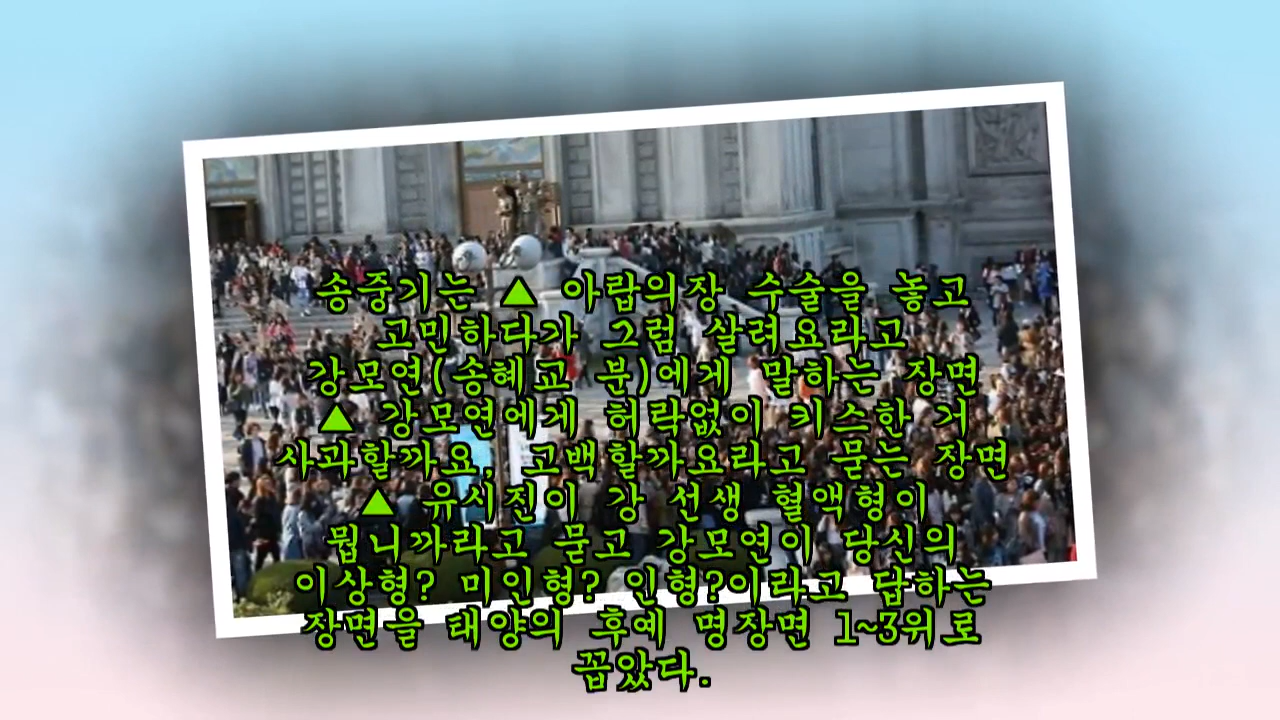 송중기는 ▲ 아랍의장 수술을 놓고
고민하다가 그럼 살려요라고
강모연(송혜교 분)에게 말하는 장면
▲ 강모연에게 허락없이 키스한 거
사과할까요, 고백할까요라고 묻는 장면
▲ 유시진이 강 선생 혈액형이
뭡니까라고 묻고 강모연이 당신의
이상형? 미인형? 인형?이라고 답하는
장면을 태양의 후예 명장면 1~3위로
꼽았다.